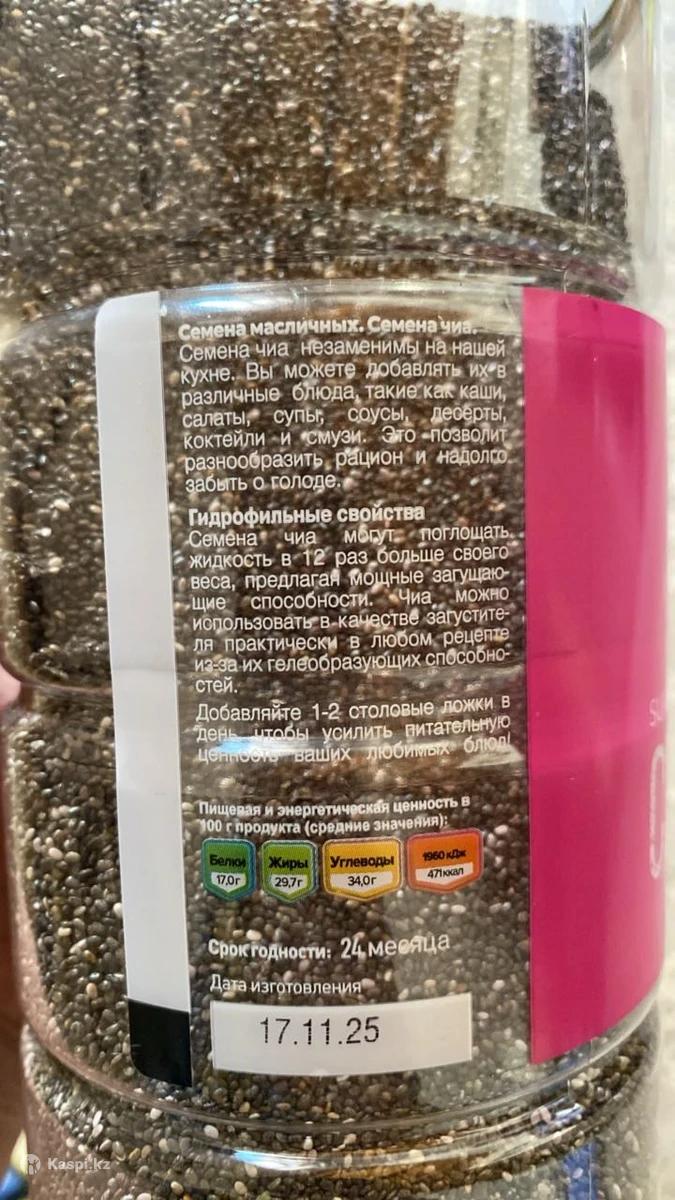 Семена масличных. Семена чиа.
Семена чиа незаменимы на нашей
кухне. Вы можете добавлять их в
различные блюда, такие как каши,
салаты, супы, соусы, десерты,
коктейли и смузи. Это позволит
разнообразить рацион и надолго
забыть о голоде.
Гидрофильные свойства
Семена чиа могут поглощать
жидкость в 12 раз больше своего
веса, предлагая мощные загущаю-
щие способности. Чиа можно
использовать в качестве загустите-
ля практически в любом рецепте
из-за их гелеобразующих способно-
стей.
Добавляйте 1-2 столовые ложки в
день, чтобы усилить питательную
ценность ваших любимых блюд!
Пищевая и энергетическая ценность в
100 г продукта (средние значения):
Белки Жиры Углеводы 1960 кДж
17,0г 29,7г 34,0г 471ккал
Срок годности: 24 месяца
Дата изготовления
17.11.25
Kaspi.kz